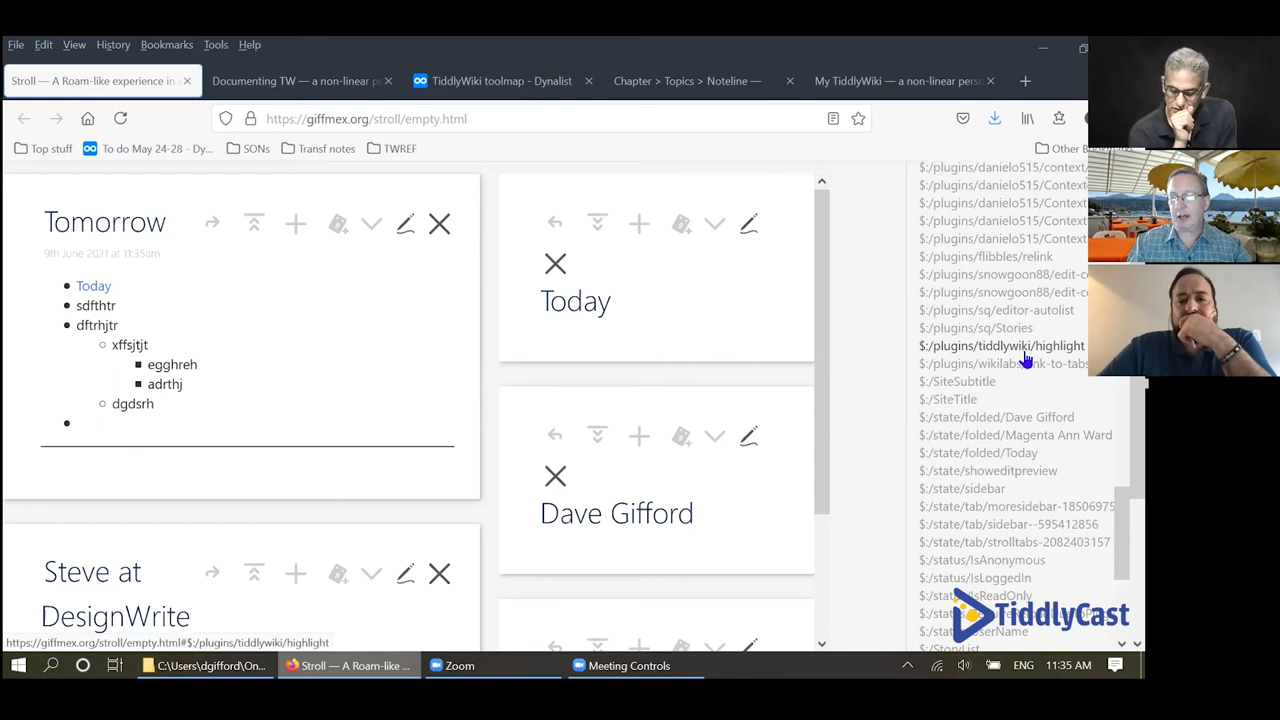 File Edit View History Bookmarks Tools Help
Stroll — A Roam-like experience in
Documenting TW — a non-linear pe
TiddlyWiki toolmap - Dynalist
Chapter > Topics > Noteline —
My TiddlyWiki — a non-linear perso
https://giffmex.org/stroll/empty.html
Top stuff
To do May 24-28 - Dy...
SONs
Transf notes
TWREF
Other
Tomorrow
9th June 2021 at 11:35am
Today
sdfthtr
dftrhjtr
xffsjtjt
egghreh
adrthj
dgdsrh
Steve at
DesignWrite
Today
Dave Gifford
$:/plugins/danielo515/context/
$:/plugins/danielo515/Context
$:/plugins/danielo515/Context
$:/plugins/danielo515/Context
$:/plugins/danielo515/Context
$:/plugins/flibbles/relink
$:/plugins/snowgoon88/edit-co
$:/plugins/snowgoon88/edit-co
$:/plugins/sq/editor-autolist
$:/plugins/sq/Stories
$:/plugins/tiddlywiki/highlight
$:/SiteSubtitle
$:/SiteTitle
$:/state/folded/Dave Gifford
$:/state/folded/Magenta Ann Ward
$:/state/folded/Today
$:/state/showeditpreview
$:/state/sidebar
$:/state/tab/moresidebar-18506975
$:/state/tab/sidebar--595412856
$:/state/tab/strolltabs-2082403157
$:/status/IsAnonymous
$:/status/IsLoggedIn
TiddlyCast
https://giffmex.org/stroll/empty.html#$:/plugins/tiddlywiki/highlight
C:\Users\dgifford\On...
Stroll — A Roam-like ...
Zoom
Meeting Controls
ENG
11:35 AM